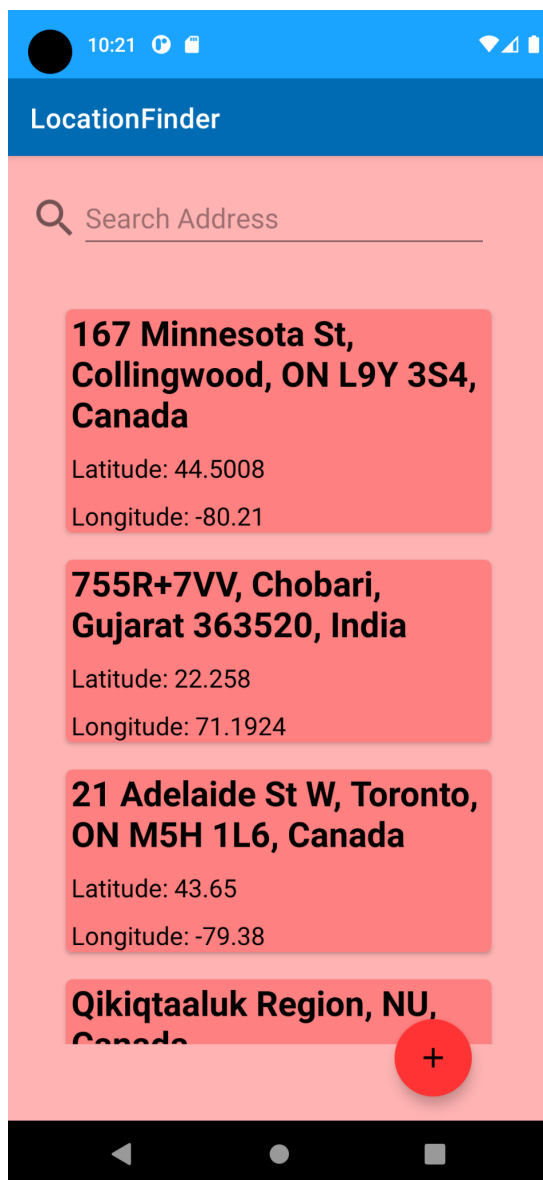 10:21
LocationFinder
Search Address
167 Minnesota St,
Collingwood, ON L9Y 3S4,
Canada
Latitude: 44.5008
Longitude: -80.21
755R+7VV, Chobari,
Gujarat 363520, India
Latitude: 22.258
Longitude: 71.1924
21 Adelaide St W, Toronto,
ON M5H 1L6, Canada
Latitude: 43.65
Longitude: -79.38
Qikiqtaaluk Region, NU,
Canada
+